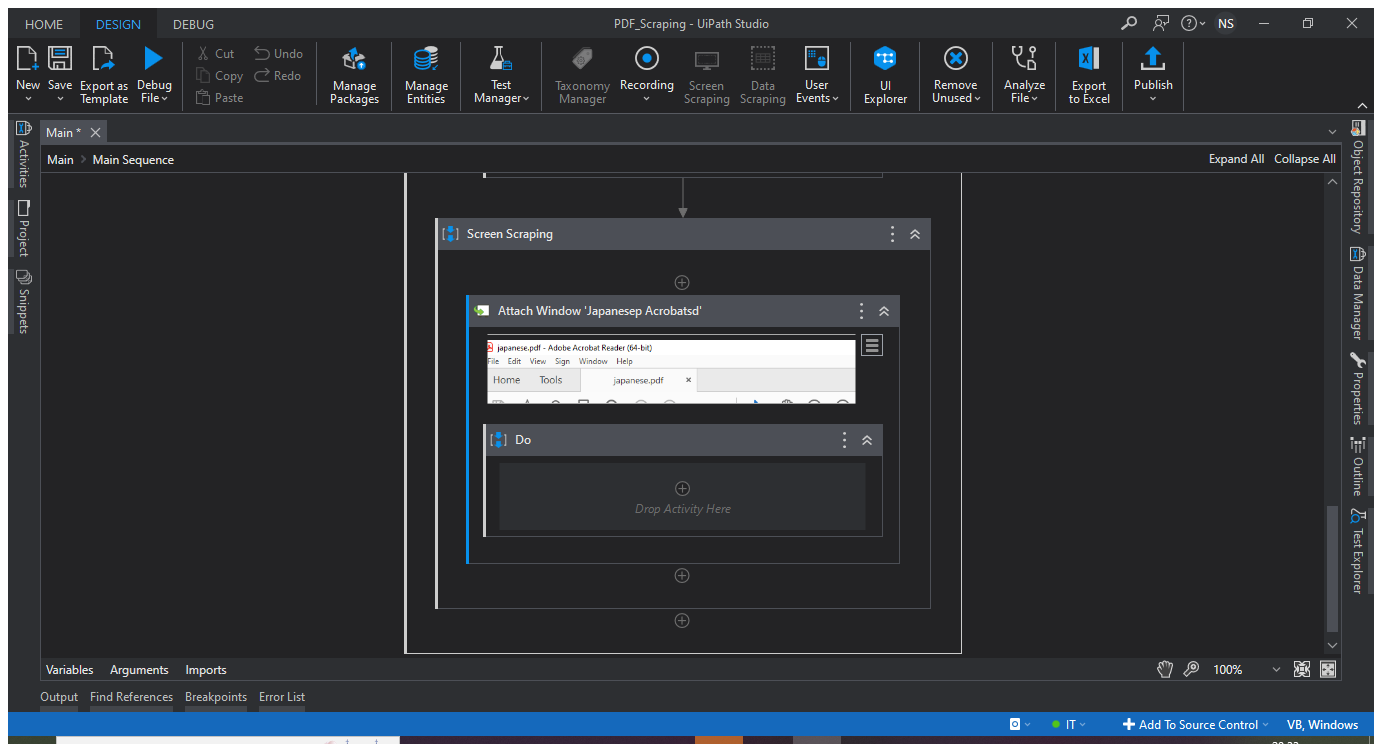 HOME DESIGN DEBUG PDF_Scraping - UiPath Studio NS
New Save Export as Template Debug File Cut Copy Paste Undo Redo Manage Packages Manage Entities Test Manager Taxonomy Manager Recording Screen Scraping Data Scraping User Events UI Explorer Remove Unused Analyze File Export to Excel Publish
Main *
Main Main Sequence Expand All Collapse All
Activities
Project
Snippets
Screen Scraping
Attach Window 'Japanesep Acrobatsd'
japanese.pdf - Adobe Acrobat Reader (64-bit)
File Edit View Sign Window Help
Home Tools japanese.pdf
Do
Drop Activity Here
Object Repository
Data Manager
Properties
Outline
Test Explorer
Variables Arguments Imports 100%
Output Find References Breakpoints Error List
IT Add To Source Control VB, Windows